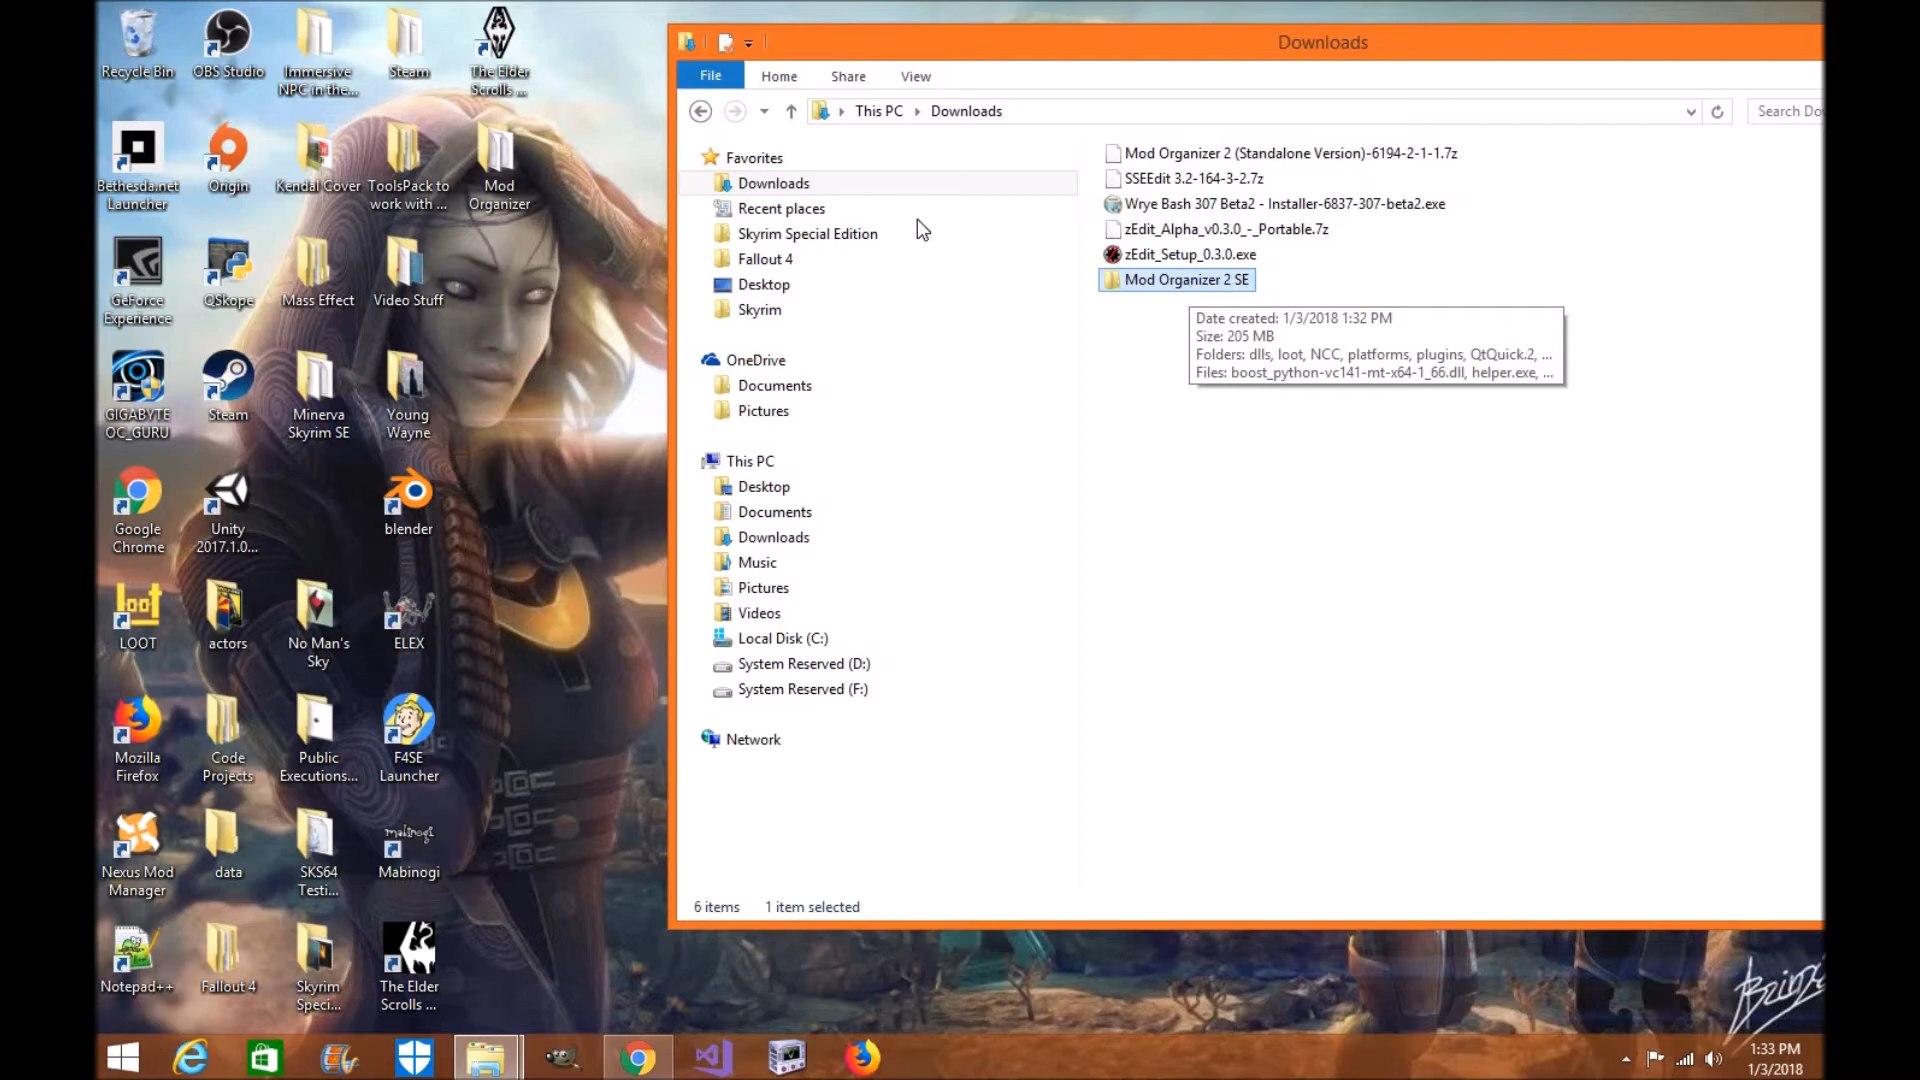 Recycle Bin
OBS Studio
Immersive
NPC in the...
Steam
The Elder
Scrolls ...
Bethesda.net
Launcher
Origin
Kendal Cover
ToolsPack to
work with ...
Mod
Organizer
GeForce
Experience
QSkope
Mass Effect
Video Stuff
GIGABYTE
OC_GURU
Steam
Minerva
Skyrim SE
Young
Wayne
Google
Chrome
Unity
2017.1.0...
blender
loot
LOOT
actors
No Man's
Sky
ELEX
Mozilla
Firefox
Code
Projects
Public
Executions...
F4SE
Launcher
Nexus Mod
Manager
data
SKS64
Testi...
mabinogi
Mabinogi
Notepad++
Fallout 4
Skyrim
Speci...
The Elder
Scrolls ...
Downloads
File
Home
Share
View
This PC
Downloads
Search Do
Favorites
Downloads
Recent places
Skyrim Special Edition
Fallout 4
Desktop
Skyrim
OneDrive
Documents
Pictures
This PC
Desktop
Documents
Downloads
Music
Pictures
Videos
Local Disk (C:)
System Reserved (D:)
System Reserved (F:)
Network
Mod Organizer 2 (Standalone Version)-6194-2-1-1.7z
SSEEdit 3.2-164-3-2.7z
Wrye Bash 307 Beta2 - Installer-6837-307-beta2.exe
zEdit_Alpha_v0.3.0_-_Portable.7z
zEdit_Setup_0.3.0.exe
Mod Organizer 2 SE
Date created: 1/3/2018 1:32 PM
Size: 205 MB
Folders: dlls, loot, NCC, platforms, plugins, QtQuick.2, ...
Files: boost_python-vc141-mt-x64-1_66.dll, helper.exe, ...
6 items
1 item selected
1:33 PM
1/3/2018